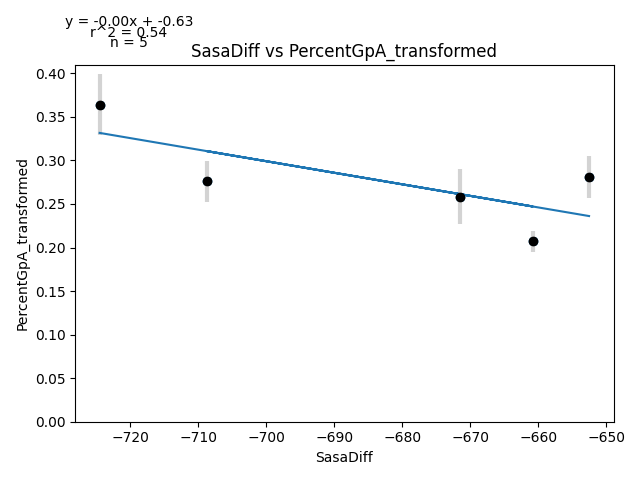 y = -0.00x + -0.63
r^2 = 0.54
n = 5
SasaDiff vs PercentGpA_transformed
0.40
0.35
0.30
0.25
0.20
0.15
0.10
0.05
0.00
PercentGpA_transformed
−720 −710 −700 −690 −680 −670 −660 −650
SasaDiff